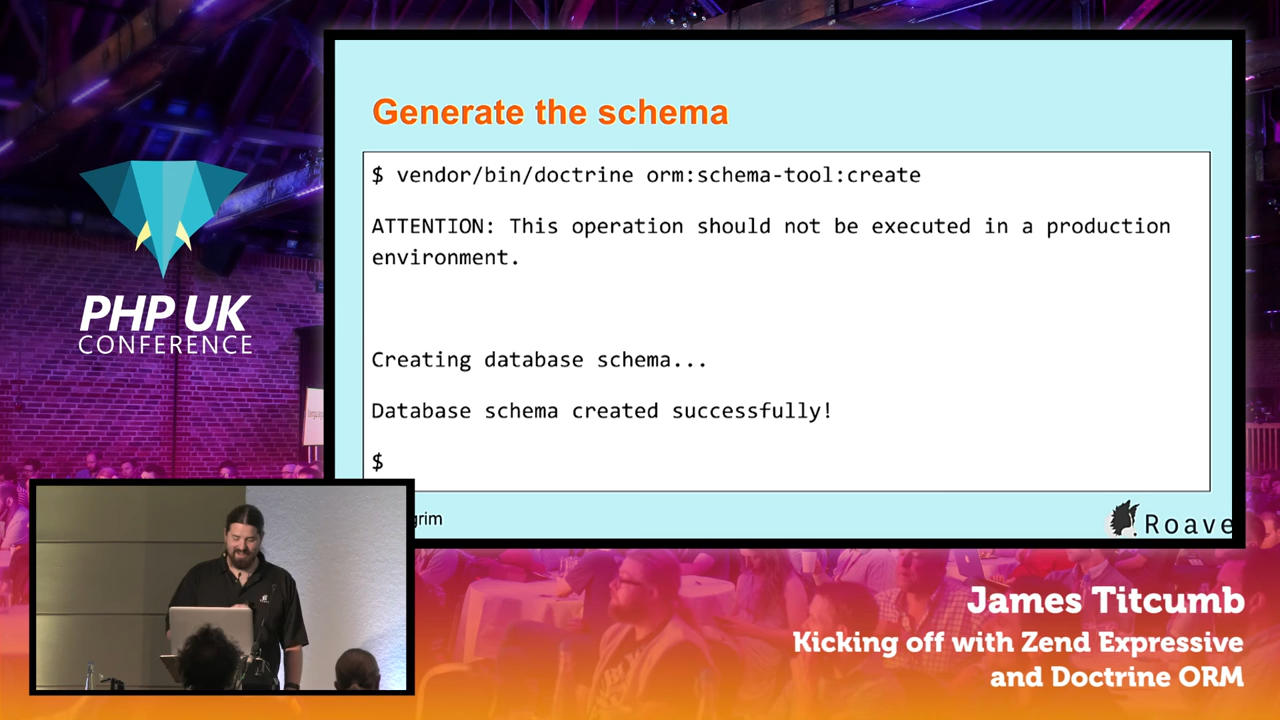 Generate the schema
$ vendor/bin/doctrine orm:schema-tool:create
ATTENTION: This operation should not be executed in a production
environment.
Creating database schema...
Database schema created successfully!
$
grim
Roave
PHP UK
CONFERENCE
James Titcumb
Kicking off with Zend Expressive
and Doctrine ORM